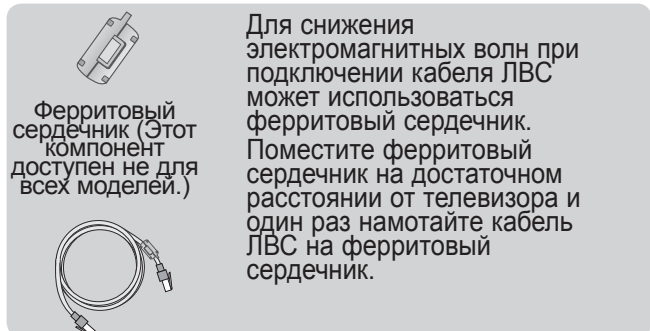 Ферритовый
сердечник (Этот
компонент
доступен не для
всех моделей.)
Для снижения
электромагнитных волн при
подключении кабеля ЛВС
может использоваться
ферритовый сердечник.
Поместите ферритовый
сердечник на достаточном
расстоянии от телевизора и
один раз намотайте кабель
ЛВС на ферритовый
сердечник.